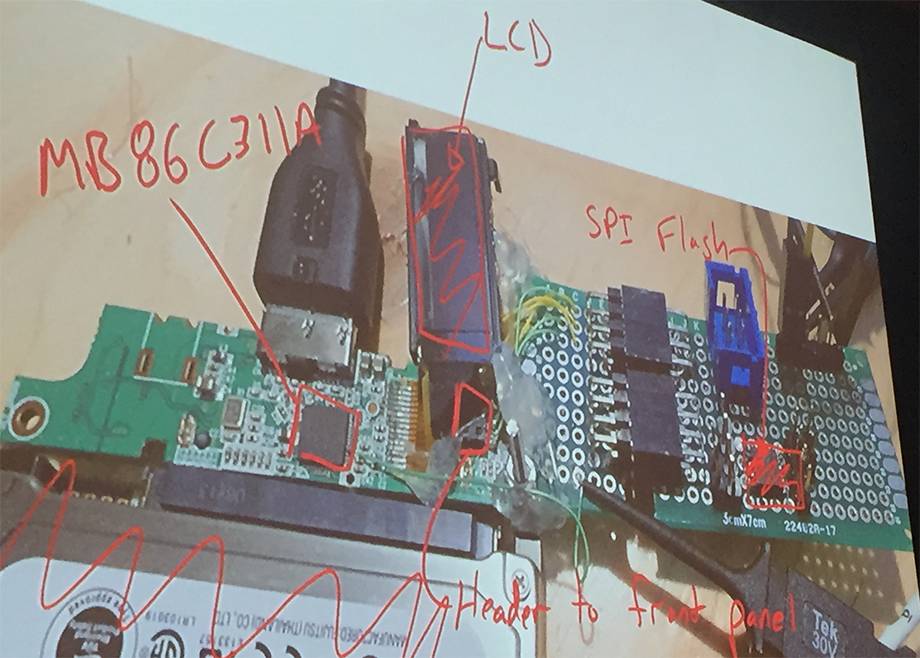 LCD
MB86C311A
SPI Flash
5cmX7cm 22402R-17
Header to front panel
MANUFACTURED FUJITSU (THAILAND) CO., LTD.
Tek
30V